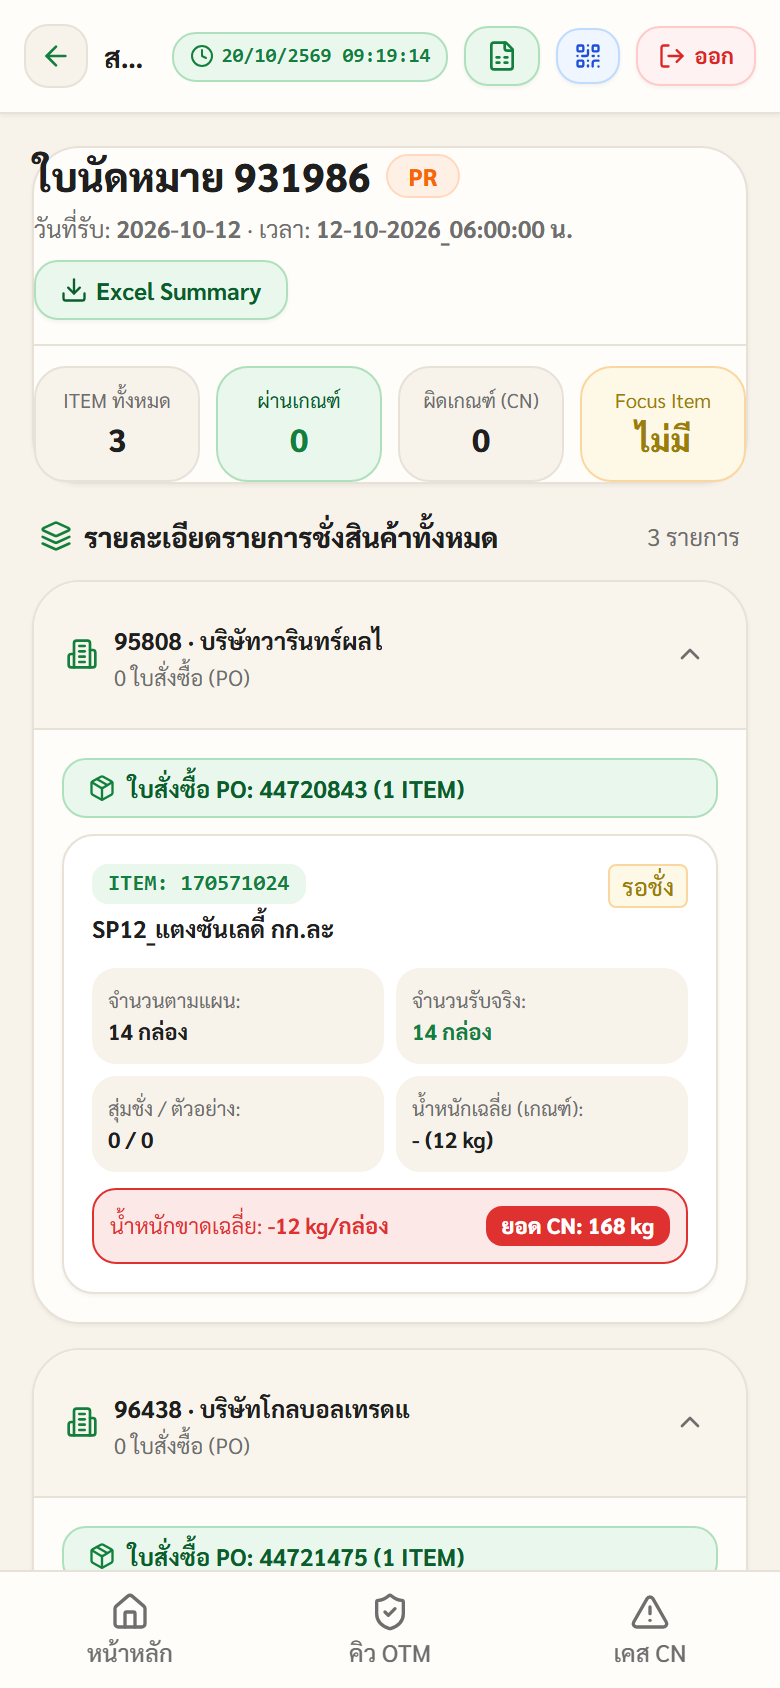 ส...
20/10/2569 09:19:14
ออก
ใบนัดหมาย 931986
PR
วันที่รับ: 2026-10-12 · เวลา: 12-10-2026_06:00:00 น.
Excel Summary
ITEM ทั้งหมด
3
ผ่านเกณฑ์
0
ผิดเกณฑ์ (CN)
0
Focus Item
ไม่มี
รายละเอียดรายการชั่งสินค้าทั้งหมด
3 รายการ
95808 · บริษัทวารินทร์ผลไ
0 ใบสั่งซื้อ (PO)
ใบสั่งซื้อ PO: 44720843 (1 ITEM)
ITEM: 170571024
รอชั่ง
SP12_แตงซันเลดี้ กก.ละ
จำนวนตามแผน:
14 กล่อง
จำนวนรับจริง:
14 กล่อง
สุ่มชั่ง / ตัวอย่าง:
0 / 0
น้ำหนักเฉลี่ย (เกณฑ์):
- (12 kg)
น้ำหนักขาดเฉลี่ย: -12 kg/กล่อง
ยอด CN: 168 kg
96438 · บริษัทโกลบอลเทรดแ
0 ใบสั่งซื้อ (PO)
ใบสั่งซื้อ PO: 44721475 (1 ITEM)
หน้าหลัก
คิว OTM
เคส CN